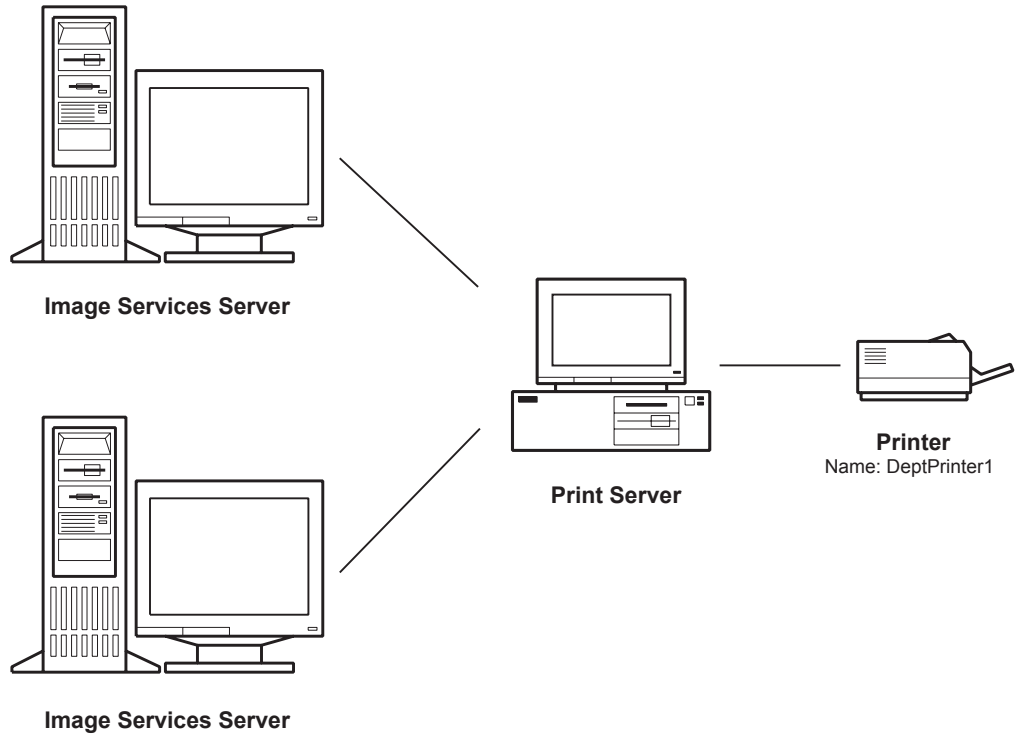 Image Services Server
Print Server
Printer
Name: DeptPrinter1
Image Services Server